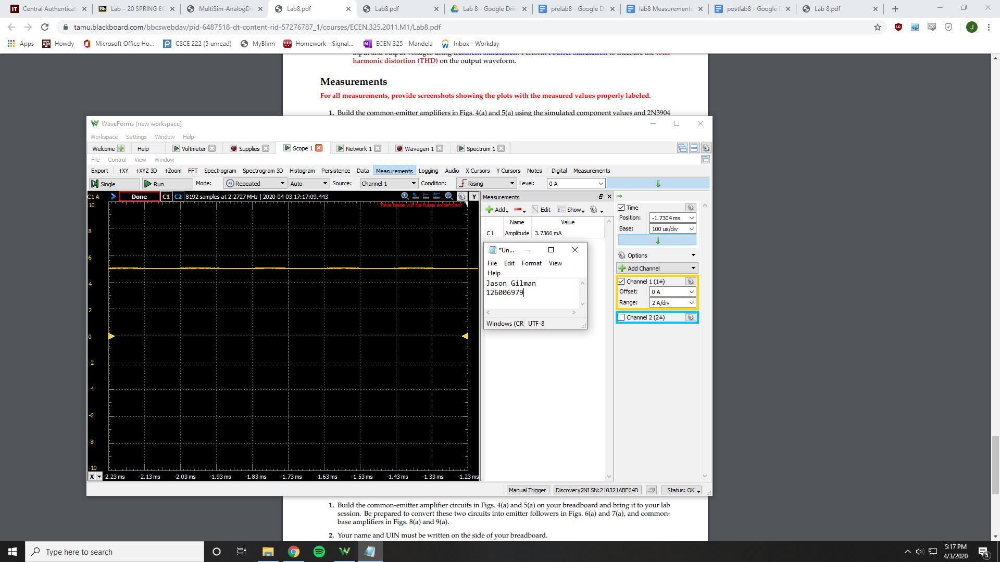 Central Authenticat
Lab – 20 SPRING EC
MultiSim-AnalogDis
Lab8.pdf
Lab8.pdf
Lab 8 - Google Driv
prelab8 - Google D
lab8 Measurements
postlab8 - Google D
Lab 8.pdf
tamu.blackboard.com/bbcswebdav/pid-6487518-dt-content-rid-57276787_1/courses/ECEN.325.2011.M1/Lab8.pdf
J
Apps
Howdy
Microsoft Office Ho...
CSCE 222 (5 unread)
MyBlinn
Homework - Signal...
ECEN 325 - Mandela
Inbox - Workday
input and output voltages using transient simulation. Perform Fourier simulation to measure the total
harmonic distortion (THD) on the output waveform.
Measurements
For all measurements, provide screenshots showing the plots with the measured values properly labeled.
1. Build the common-emitter amplifiers in Figs. 4(a) and 5(a) using the simulated component values and 2N3904
WaveForms (new workspace)
Workspace Settings Window Help
Welcome Help Voltmeter Supplies Scope 1 Network 1 Wavegen 1 Spectrum 1
File Control View Window
Export +XY +XYZ 3D +Zoom FFT Spectrogram Spectrogram 3D Histogram Persistence Data Measurements Logging Audio X Cursors Y Cursors Notes Digital Measurements
Single Run Mode: Repeated Auto Source: Channel 1 Condition: Rising Level: 0 A
C1 A Done C1 C2 8192 samples at 2.2727 MHz | 2020-04-03 17:17:09.443 Y
Time base will be base extended!
10
8
6
4
2
0
-2
-4
-6
-8
-10
X -2.23 ms -2.13 ms -2.03 ms -1.93 ms -1.83 ms -1.73 ms -1.63 ms -1.53 ms -1.43 ms -1.33 ms -1.23 ms
Measurements
Add Edit Show
Name Value
C1 Amplitude 3.7366 mA
*Un...
File Edit Format View
Help
Jason Gilman
126006979
Windows (CR UTF-8
Time
Position: -1.7304 ms
Base: 100 us/div
Options
Add Channel
Channel 1 (1±)
Offset: 0 A
Range: 2 A/div
Channel 2 (2±)
Manual Trigger Discovery2NI SN:210321ABE64D Status: OK
1. Build the common-emitter amplifier circuits in Figs. 4(a) and 5(a) on your breadboard and bring it to your lab
session. Be prepared to convert these two circuits into emitter followers in Figs. 6(a) and 7(a), and common-
base amplifiers in Figs. 8(a) and 9(a).
2. Your name and UIN must be written on the side of your breadboard.
Type here to search
5:17 PM
4/3/2020
5